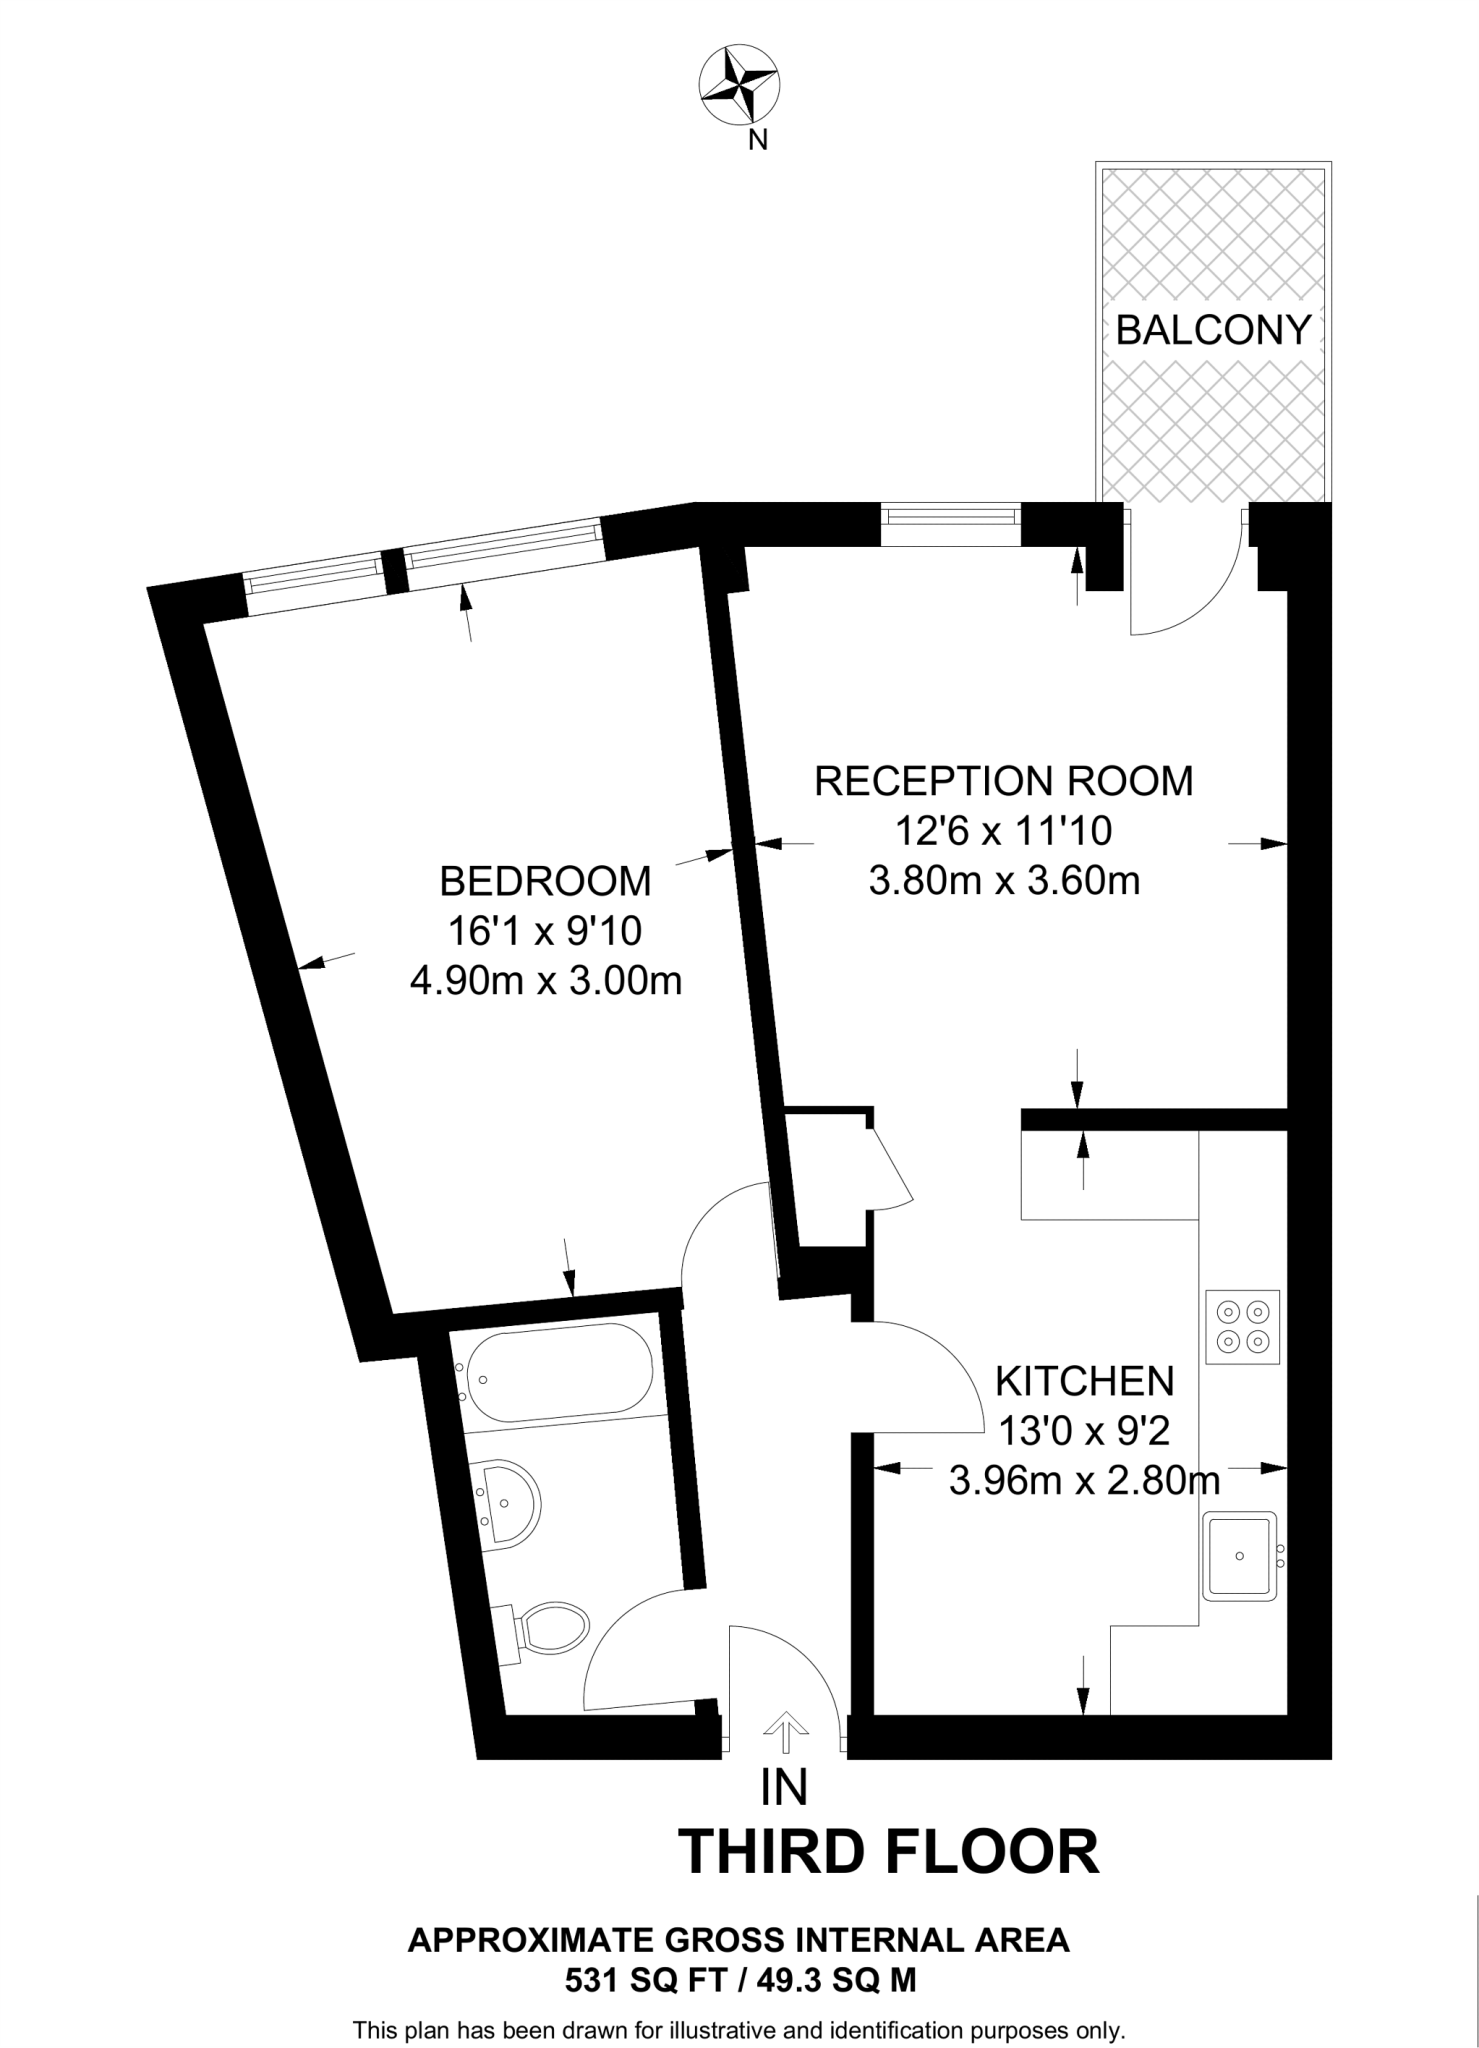 N
BALCONY
RECEPTION ROOM
12'6 x 11'10
3.80m x 3.60m
BEDROOM
16'1 x 9'10
4.90m x 3.00m
KITCHEN
13'0 x 9'2
3.96m x 2.80m
IN
THIRD FLOOR
APPROXIMATE GROSS INTERNAL AREA
531 SQ FT / 49.3 SQ M
This plan has been drawn for illustrative and identification purposes only.